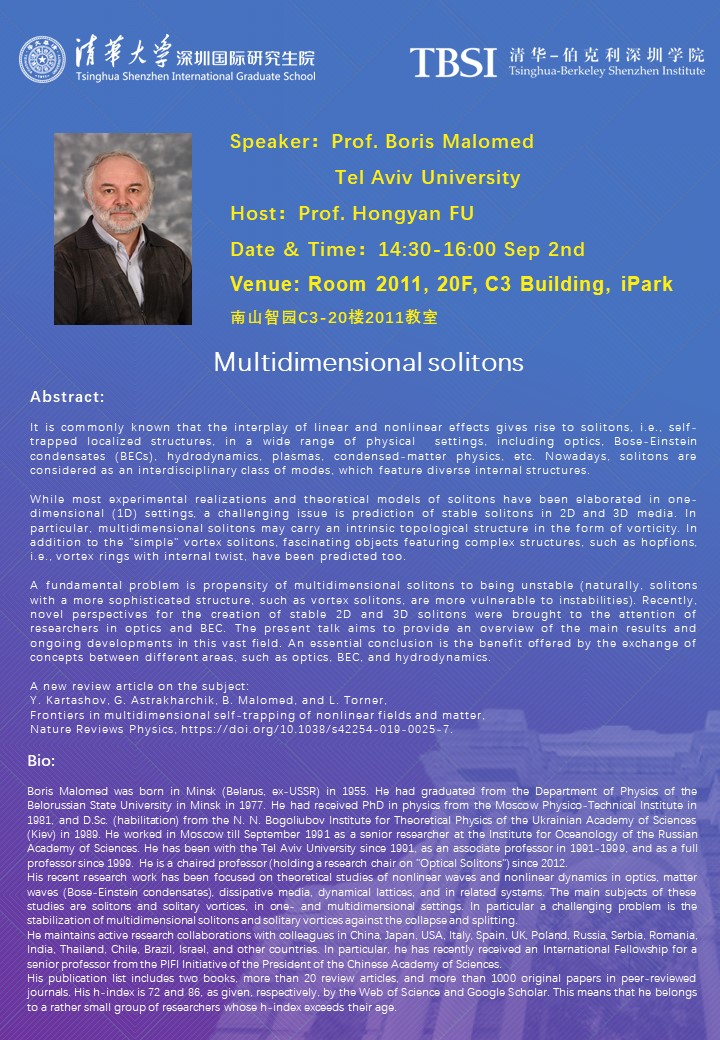 清华大学深圳国际研究生院
Tsinghua Shenzhen International Graduate School
TBSI 清华-伯克利深圳学院
Tsinghua-Berkeley Shenzhen Institute
Speaker：Prof. Boris Malomed
Tel Aviv University
Host：Prof. Hongyan FU
Date & Time：14:30-16:00 Sep 2nd
Venue: Room 2011, 20F, C3 Building, iPark
南山智园C3-20楼2011教室
Multidimensional solitons
Abstract:
It is commonly known that the interplay of linear and nonlinear effects gives rise to solitons, i.e., self-
trapped localized structures, in a wide range of physical settings, including optics, Bose-Einstein
condensates (BECs), hydrodynamics, plasmas, condensed-matter physics, etc. Nowadays, solitons are
considered as an interdisciplinary class of modes, which feature diverse internal structures.
While most experimental realizations and theoretical models of solitons have been elaborated in one-
dimensional (1D) settings, a challenging issue is prediction of stable solitons in 2D and 3D media. In
particular, multidimensional solitons may carry an intrinsic topological structure in the form of vorticity. In
addition to the "simple" vortex solitons, fascinating objects featuring complex structures, such as hopfions,
i.e., vortex rings with internal twist, have been predicted too.
A fundamental problem is propensity of multidimensional solitons to being unstable (naturally, solitons
with a more sophisticated structure, such as vortex solitons, are more vulnerable to instabilities). Recently,
novel perspectives for the creation of stable 2D and 3D solitons were brought to the attention of
researchers in optics and BEC. The present talk aims to provide an overview of the main results and
ongoing developments in this vast field. An essential conclusion is the benefit offered by the exchange of
concepts between different areas, such as optics, BEC, and hydrodynamics.
A new review article on the subject:
Y. Kartashov, G. Astrakharchik, B. Malomed, and L. Torner,
Frontiers in multidimensional self-trapping of nonlinear fields and matter,
Nature Reviews Physics, https://doi.org/10.1038/s42254-019-0025-7.
Bio:
Boris Malomed was born in Minsk (Belarus, ex-USSR) in 1955. He had graduated from the Department of Physics of the
Belorussian State University in Minsk in 1977. He had received PhD in physics from the Moscow Physico-Technical Institute in
1981, and D.Sc. (habilitation) from the N. N. Bogoliubov Institute for Theoretical Physics of the Ukrainian Academy of Sciences
(Kiev) in 1989. He worked in Moscow till September 1991 as a senior researcher at the Institute for Oceanology of the Russian
Academy of Sciences. He has been with the Tel Aviv University since 1991, as an associate professor in 1991-1999, and as a full
professor since 1999. He is a chaired professor (holding a research chair on "Optical Solitons") since 2012.
His recent research work has been focused on theoretical studies of nonlinear waves and nonlinear dynamics in optics, matter
waves (Bose-Einstein condensates), dissipative media, dynamical lattices, and in related systems. The main subjects of these
studies are solitons and solitary vortices, in one- and multidimensional settings. In particular a challenging problem is the
stabilization of multidimensional solitons and solitary vortices against the collapse and splitting.
He maintains active research collaborations with colleagues in China, Japan, USA, Italy, Spain, UK, Poland, Russia, Serbia, Romania,
India, Thailand, Chile, Brazil, Israel, and other countries. In particular, he has recently received an International Fellowship for a
senior professor from the PIFI Initiative of the President of the Chinese Academy of Sciences.
His publication list includes two books, more than 20 review articles, and more than 1000 original papers in peer-reviewed
journals. His h-index is 72 and 86, as given, respectively, by the Web of Science and Google Scholar. This means that he belongs
to a rather small group of researchers whose h-index exceeds their age.